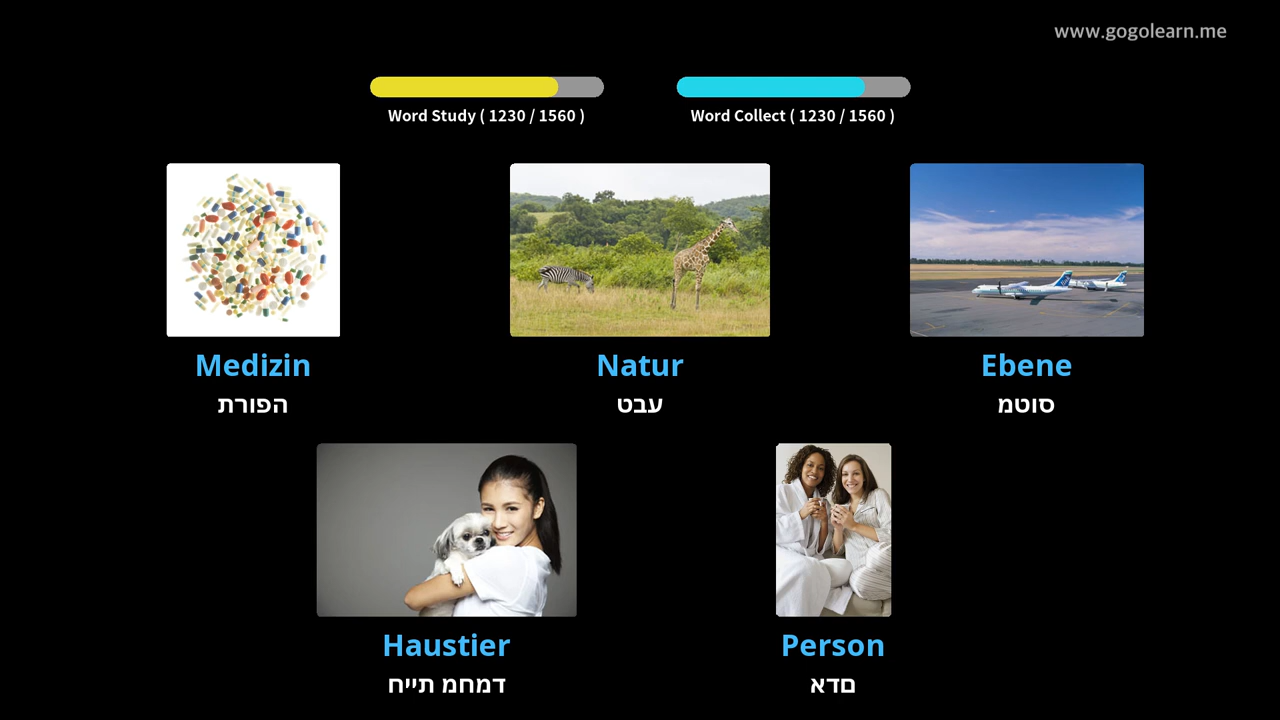 www.gogolearn.me
Word Study ( 1230 / 1560 )
Word Collect ( 1230 / 1560 )
Medizin
הפורת
Natur
עבט
Ebene
סוטמ
Haustier
דמחמ תייח
Person
םדא